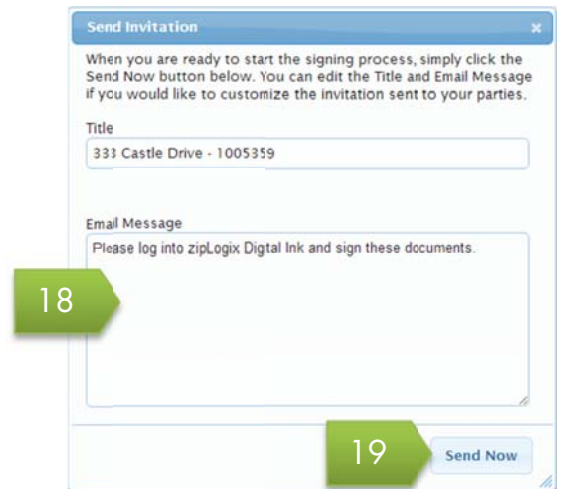 Send Invitation
When you are ready to start the signing process, simply click the
Send Now button below. You can edit the Title and Email Message
if you would like to customize the invitation sent to your parties.
Title
333 Castle Drive - 1005359
Email Message
Please log into zipLogix Digtal Ink and sign these documents.
18
19
Send Now